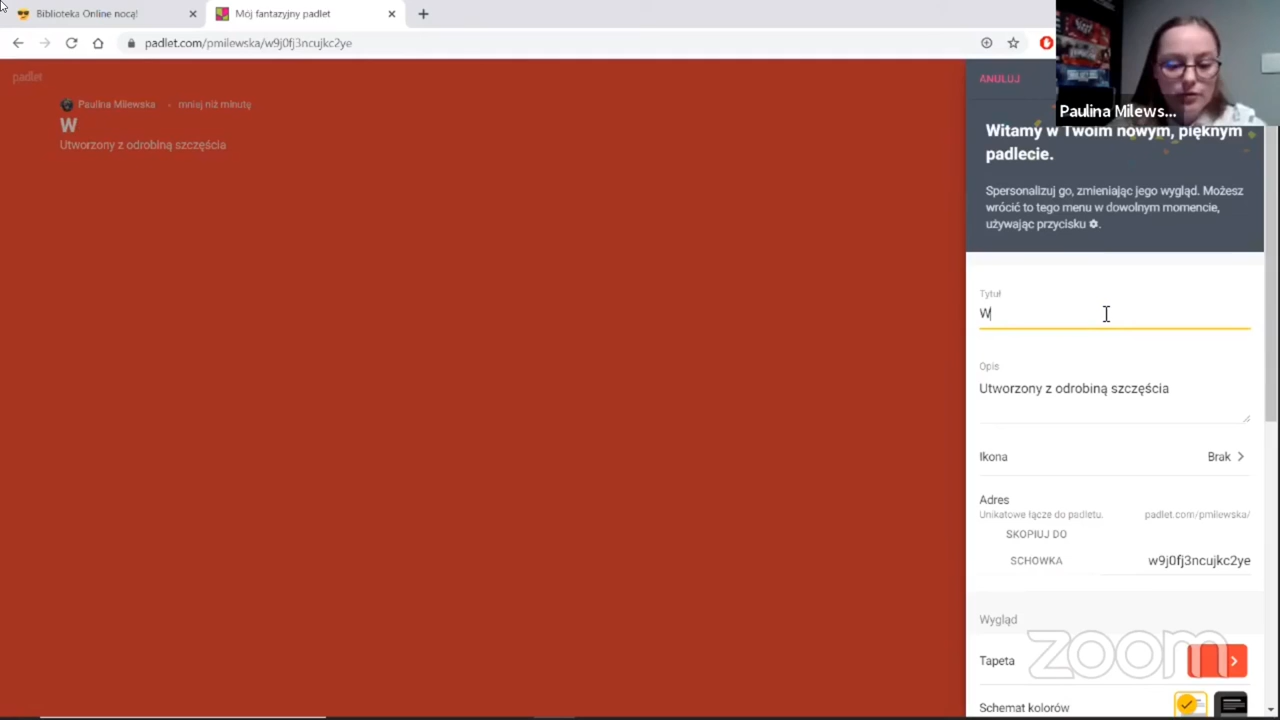 Biblioteka Online nocą!
Mój fantazyjny padlet
padlet.com/pmilewska/w9j0fj3ncujkc2ye
padlet
Paulina Milewska • mniej niż minutę
W
Utworzony z odrobiną szczęścia
ANULUJ
Paulina Milews...
Witamy w Twoim nowym, pięknym
padlecie.
Spersonalizuj go, zmieniając jego wygląd. Możesz
wrócić to tego menu w dowolnym momencie,
używając przycisku ✿.
Tytuł
W
Opis
Utworzony z odrobiną szczęścia
Ikona Brak
Adres
Unikatowe łącze do padletu. padlet.com/pmilewska/
SKOPIUJ DO
SCHOWKA w9j0fj3ncujkc2ye
Wygląd
zoom
Tapeta
Schemat kolorów